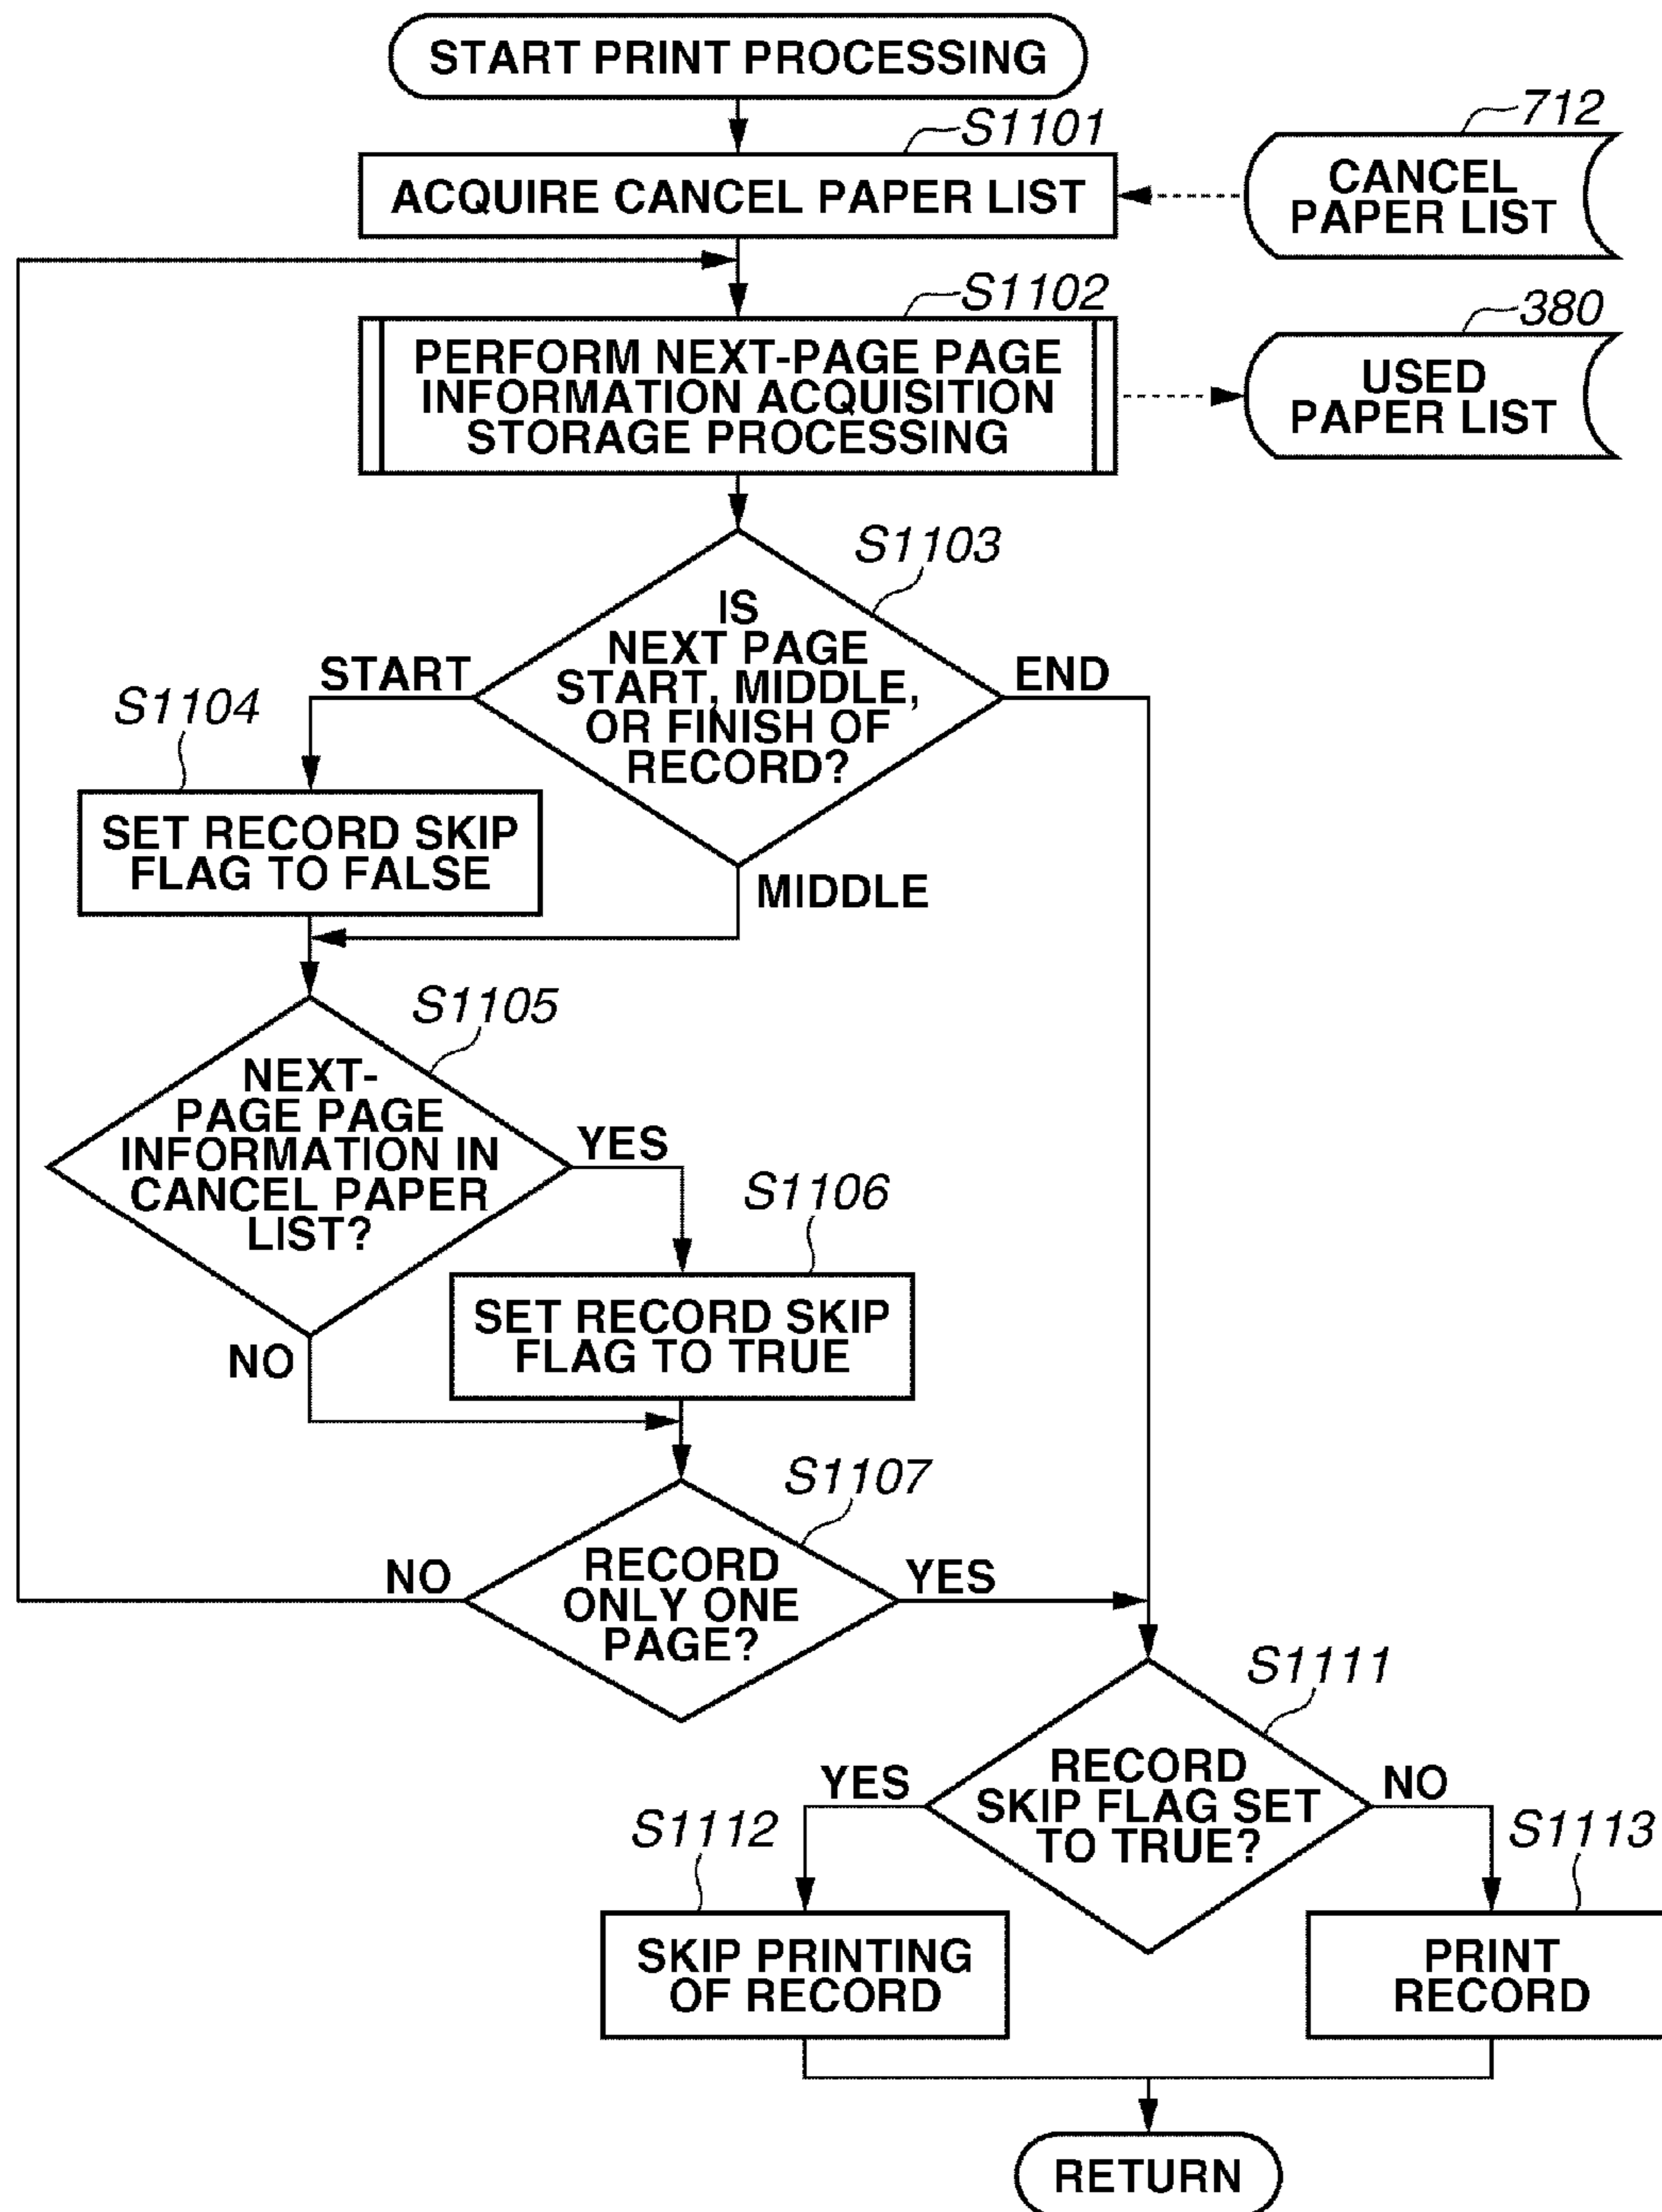 START PRINT PROCESSING
S1101
ACQUIRE CANCEL PAPER LIST
712
CANCEL
PAPER LIST
S1102
PERFORM NEXT-PAGE PAGE
INFORMATION ACQUISITION
STORAGE PROCESSING
380
USED
PAPER LIST
S1103
IS
NEXT PAGE
START, MIDDLE,
OR FINISH OF
RECORD?
START
END
MIDDLE
S1104
SET RECORD SKIP
FLAG TO FALSE
S1105
NEXT-
PAGE PAGE
INFORMATION IN
CANCEL PAPER
LIST?
YES
NO
S1106
SET RECORD SKIP
FLAG TO TRUE
S1107
RECORD
ONLY ONE
PAGE?
NO
YES
S1111
RECORD
SKIP FLAG SET
TO TRUE?
YES
NO
S1112
SKIP PRINTING
OF RECORD
S1113
PRINT
RECORD
RETURN